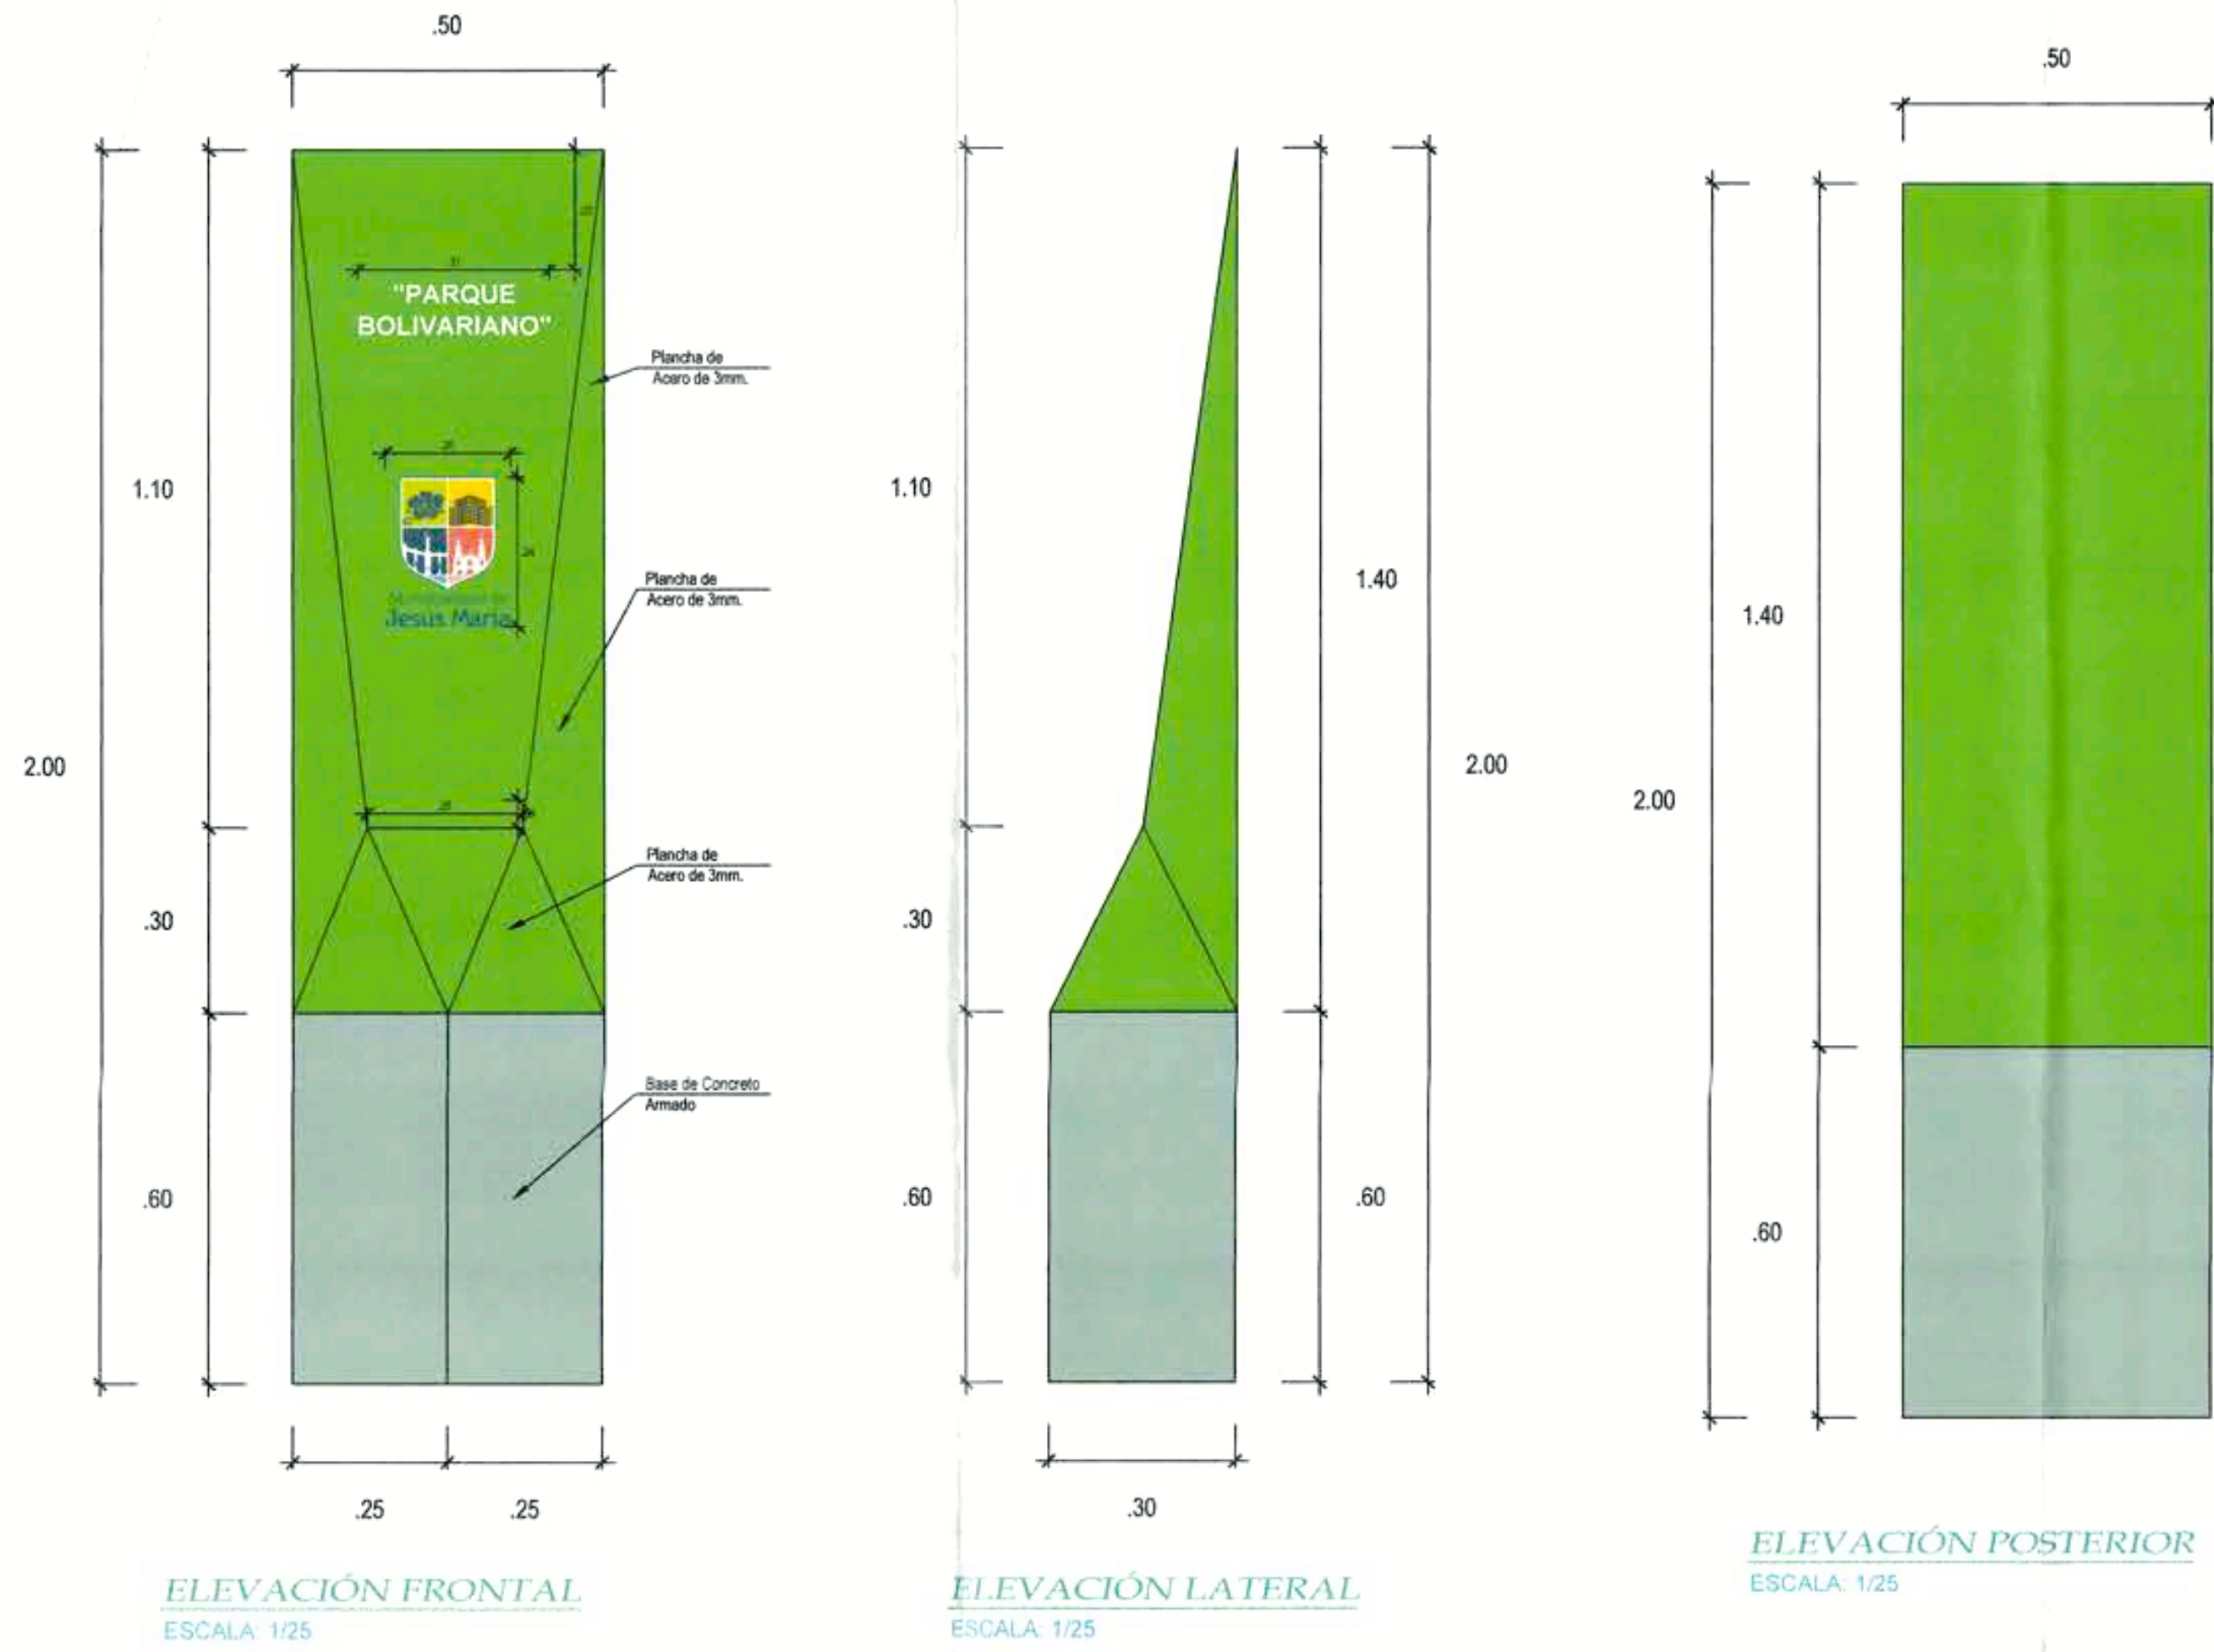 .50
"PARQUE
BOLIVARIANO"
Plancha de
Acero de 3mm.
1.10
Jesús María
Plancha de
Acero de 3mm.
2.00
Plancha de
Acero de 3mm.
.30
Base de Concreto
Armado
.60
.25
.25
ELEVACIÓN FRONTAL
ESCALA: 1/25
1.10
1.40
2.00
.30
.60
.60
.30
ELEVACIÓN LATERAL
ESCALA: 1/25
.50
1.40
2.00
.60
ELEVACIÓN POSTERIOR
ESCALA: 1/25